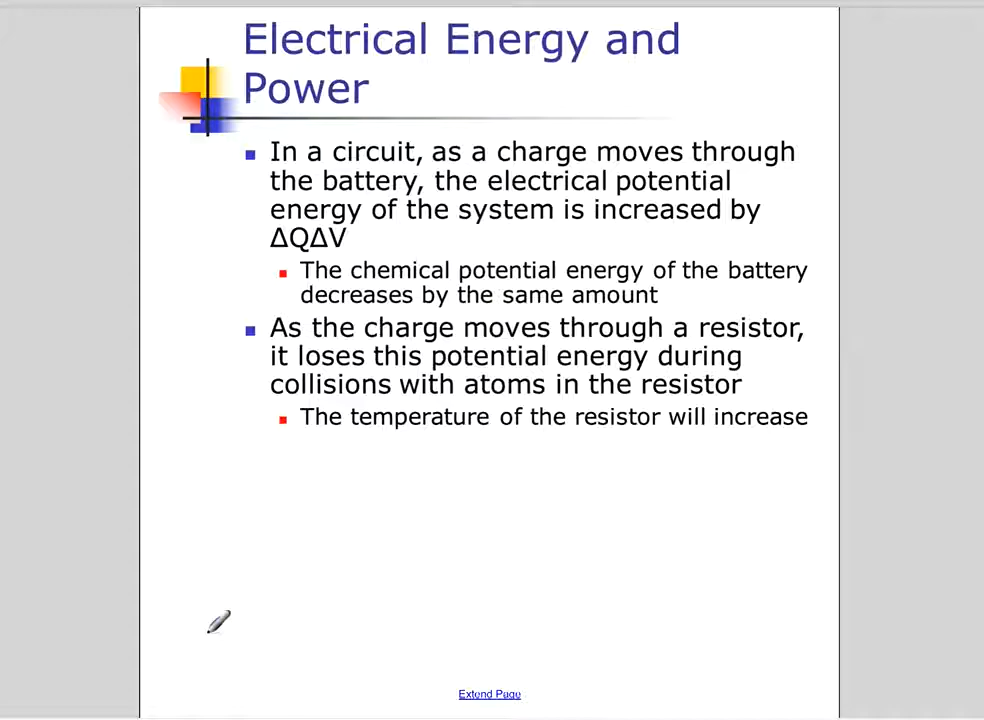 Electrical Energy and
Power
In a circuit, as a charge moves through
the battery, the electrical potential
energy of the system is increased by
ΔQΔV
The chemical potential energy of the battery
decreases by the same amount
As the charge moves through a resistor,
it loses this potential energy during
collisions with atoms in the resistor
The temperature of the resistor will increase
Extend Page